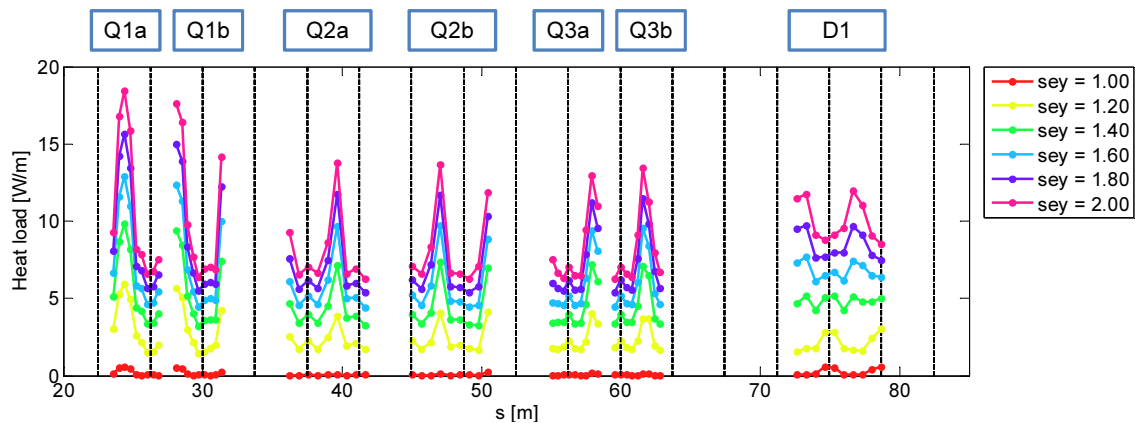 Q1a Q1b Q2a Q2b Q3a Q3b D1
20
15
10
5
0
Heat load [W/m]
20 30 40 50 60 70 80
s [m]
sey = 1.00
sey = 1.20
sey = 1.40
sey = 1.60
sey = 1.80
sey = 2.00